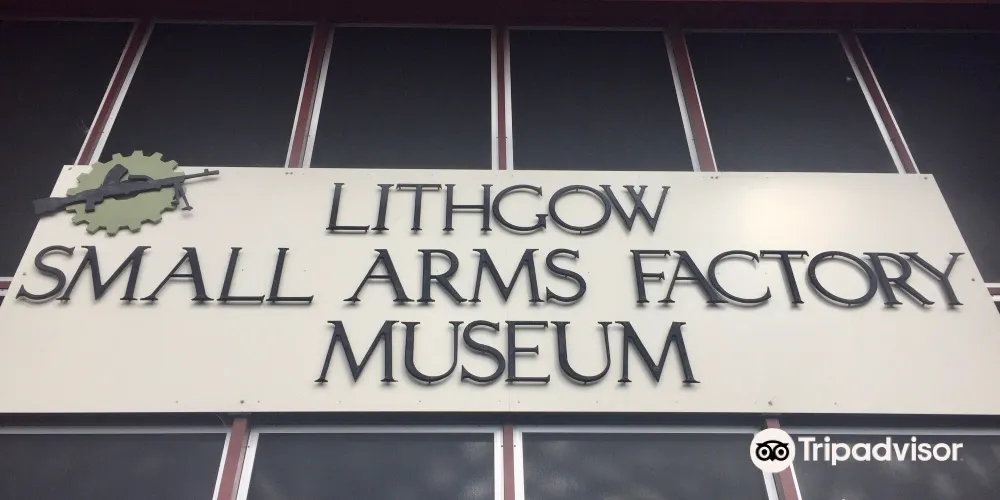 LITHGOW
SMALL ARMS FACTORY
MUSEUM
Tripadvisor